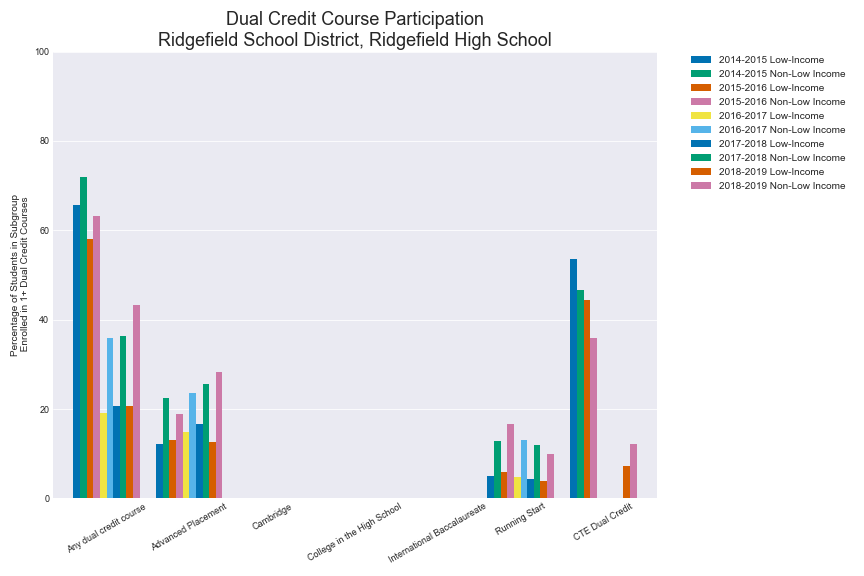 Dual Credit Course Participation
Ridgefield School District, Ridgefield High School
Percentage of Students in Subgroup
Enrolled in 1+ Dual Credit Courses
100
80
60
40
20
0
Any dual credit course
Advanced Placement
Cambridge
College in the High School
International Baccalaureate
Running Start
CTE Dual Credit
2014-2015 Low-Income
2014-2015 Non-Low Income
2015-2016 Low-Income
2015-2016 Non-Low Income
2016-2017 Low-Income
2016-2017 Non-Low Income
2017-2018 Low-Income
2017-2018 Non-Low Income
2018-2019 Low-Income
2018-2019 Non-Low Income